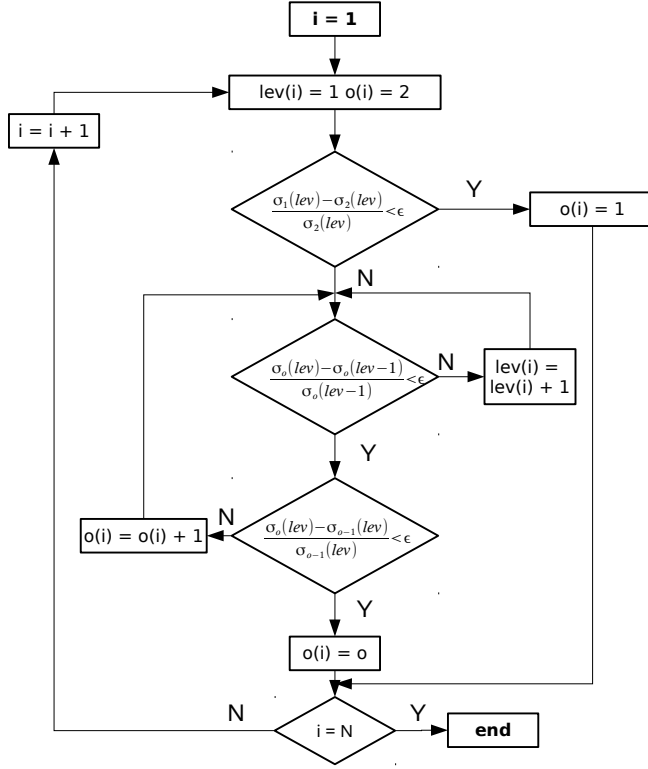 i = 1
lev(i) = 1 o(i) = 2
i = i + 1
σ₁(lev)−σ₂(lev)
σ₂(lev)
<ϵ
Y
o(i) = 1
N
σₒ(lev)−σₒ(lev−1)
σₒ(lev−1)
<ϵ
N
lev(i) =
lev(i) + 1
Y
σₒ(lev)−σₒ₋₁(lev)
σₒ₋₁(lev)
<ϵ
N
o(i) = o(i) + 1
Y
o(i) = o
N
i = N
Y
end